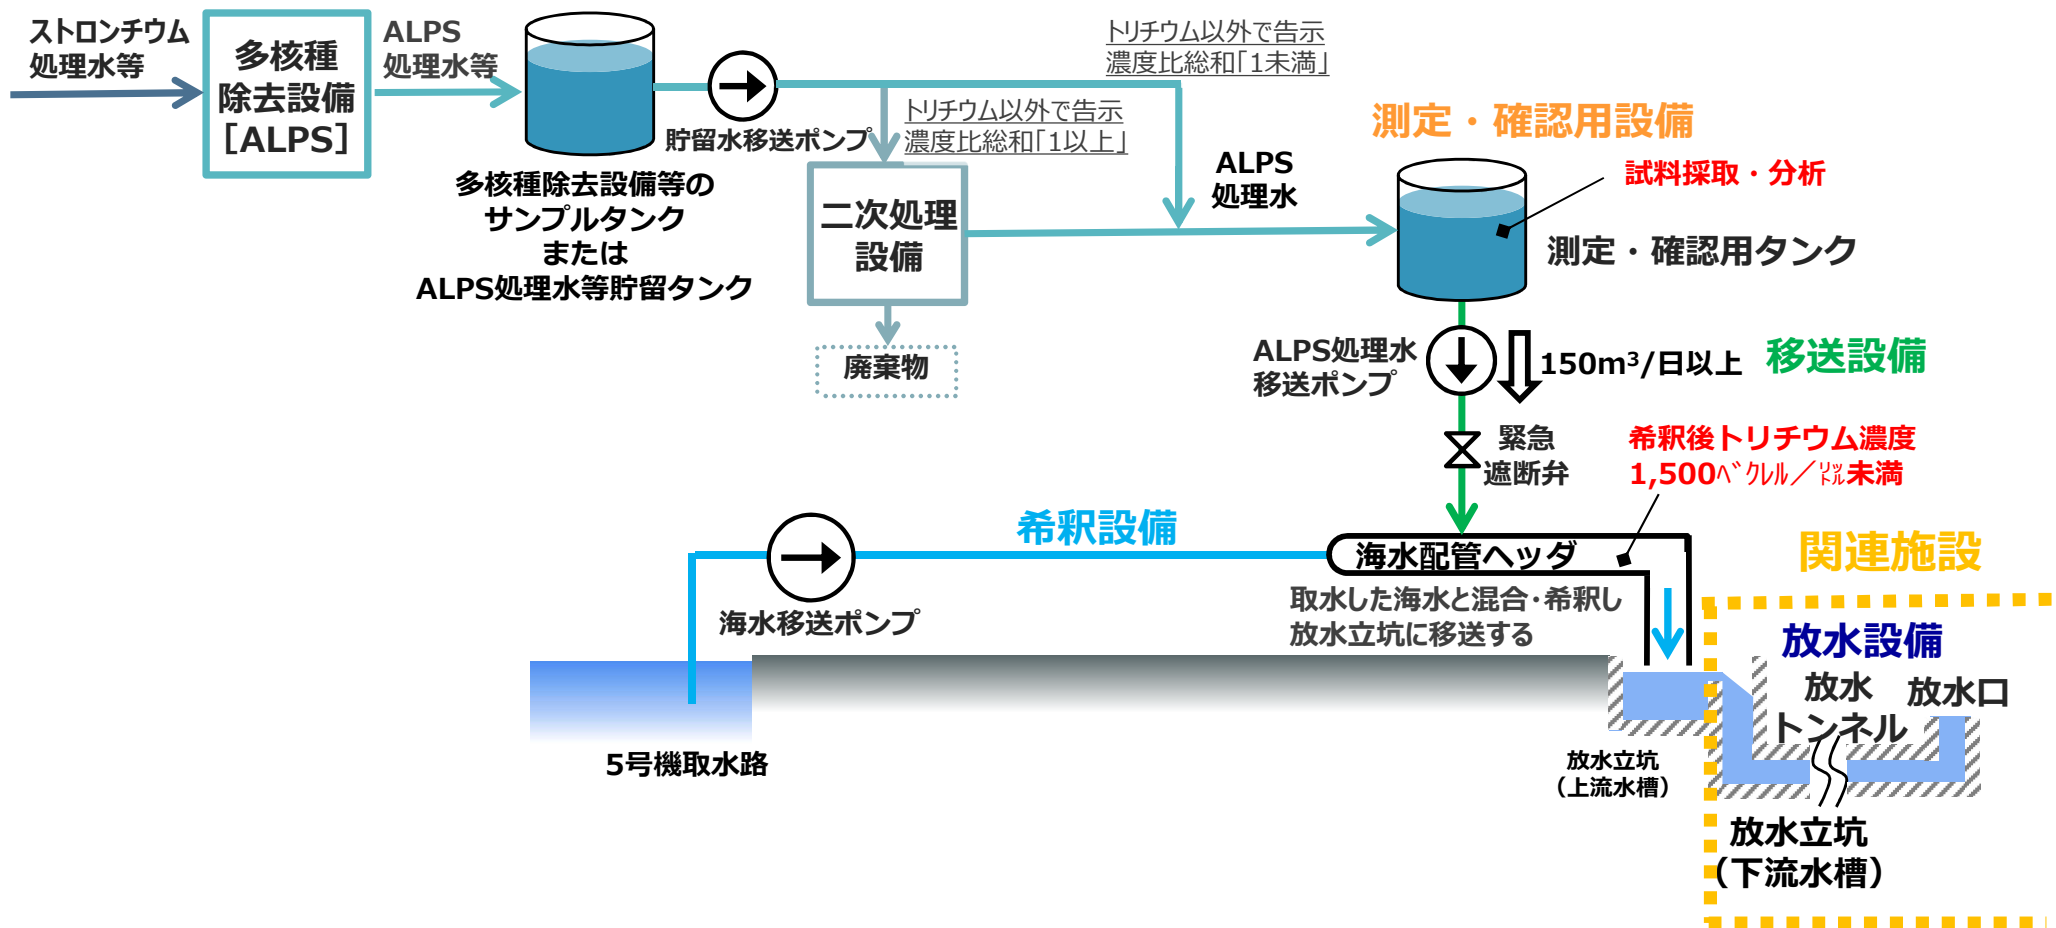 ストロンチウム
処理水等
多核種
除去設備
［ALPS］
ALPS
処理水等
多核種除去設備等の
サンプルタンク
または
ALPS処理水等貯留タンク
貯留水移送ポンプ
トリチウム以外で告示
濃度比総和「1未満」
トリチウム以外で告示
濃度比総和「1以上」
二次処理
設備
廃棄物
ALPS
処理水
測定・確認用設備
試料採取・分析
測定・確認用タンク
ALPS処理水
移送ポンプ
150m³/日以上
移送設備
緊急
遮断弁
希釈後トリチウム濃度
1,500ﾍﾞｸﾚﾙ／㍑未満
希釈設備
海水移送ポンプ
海水配管ヘッダ
取水した海水と混合・希釈し
放水立坑に移送する
5号機取水路
関連施設
放水設備
放水
トンネル
放水口
放水立坑
（上流水槽）
放水立坑
（下流水槽）